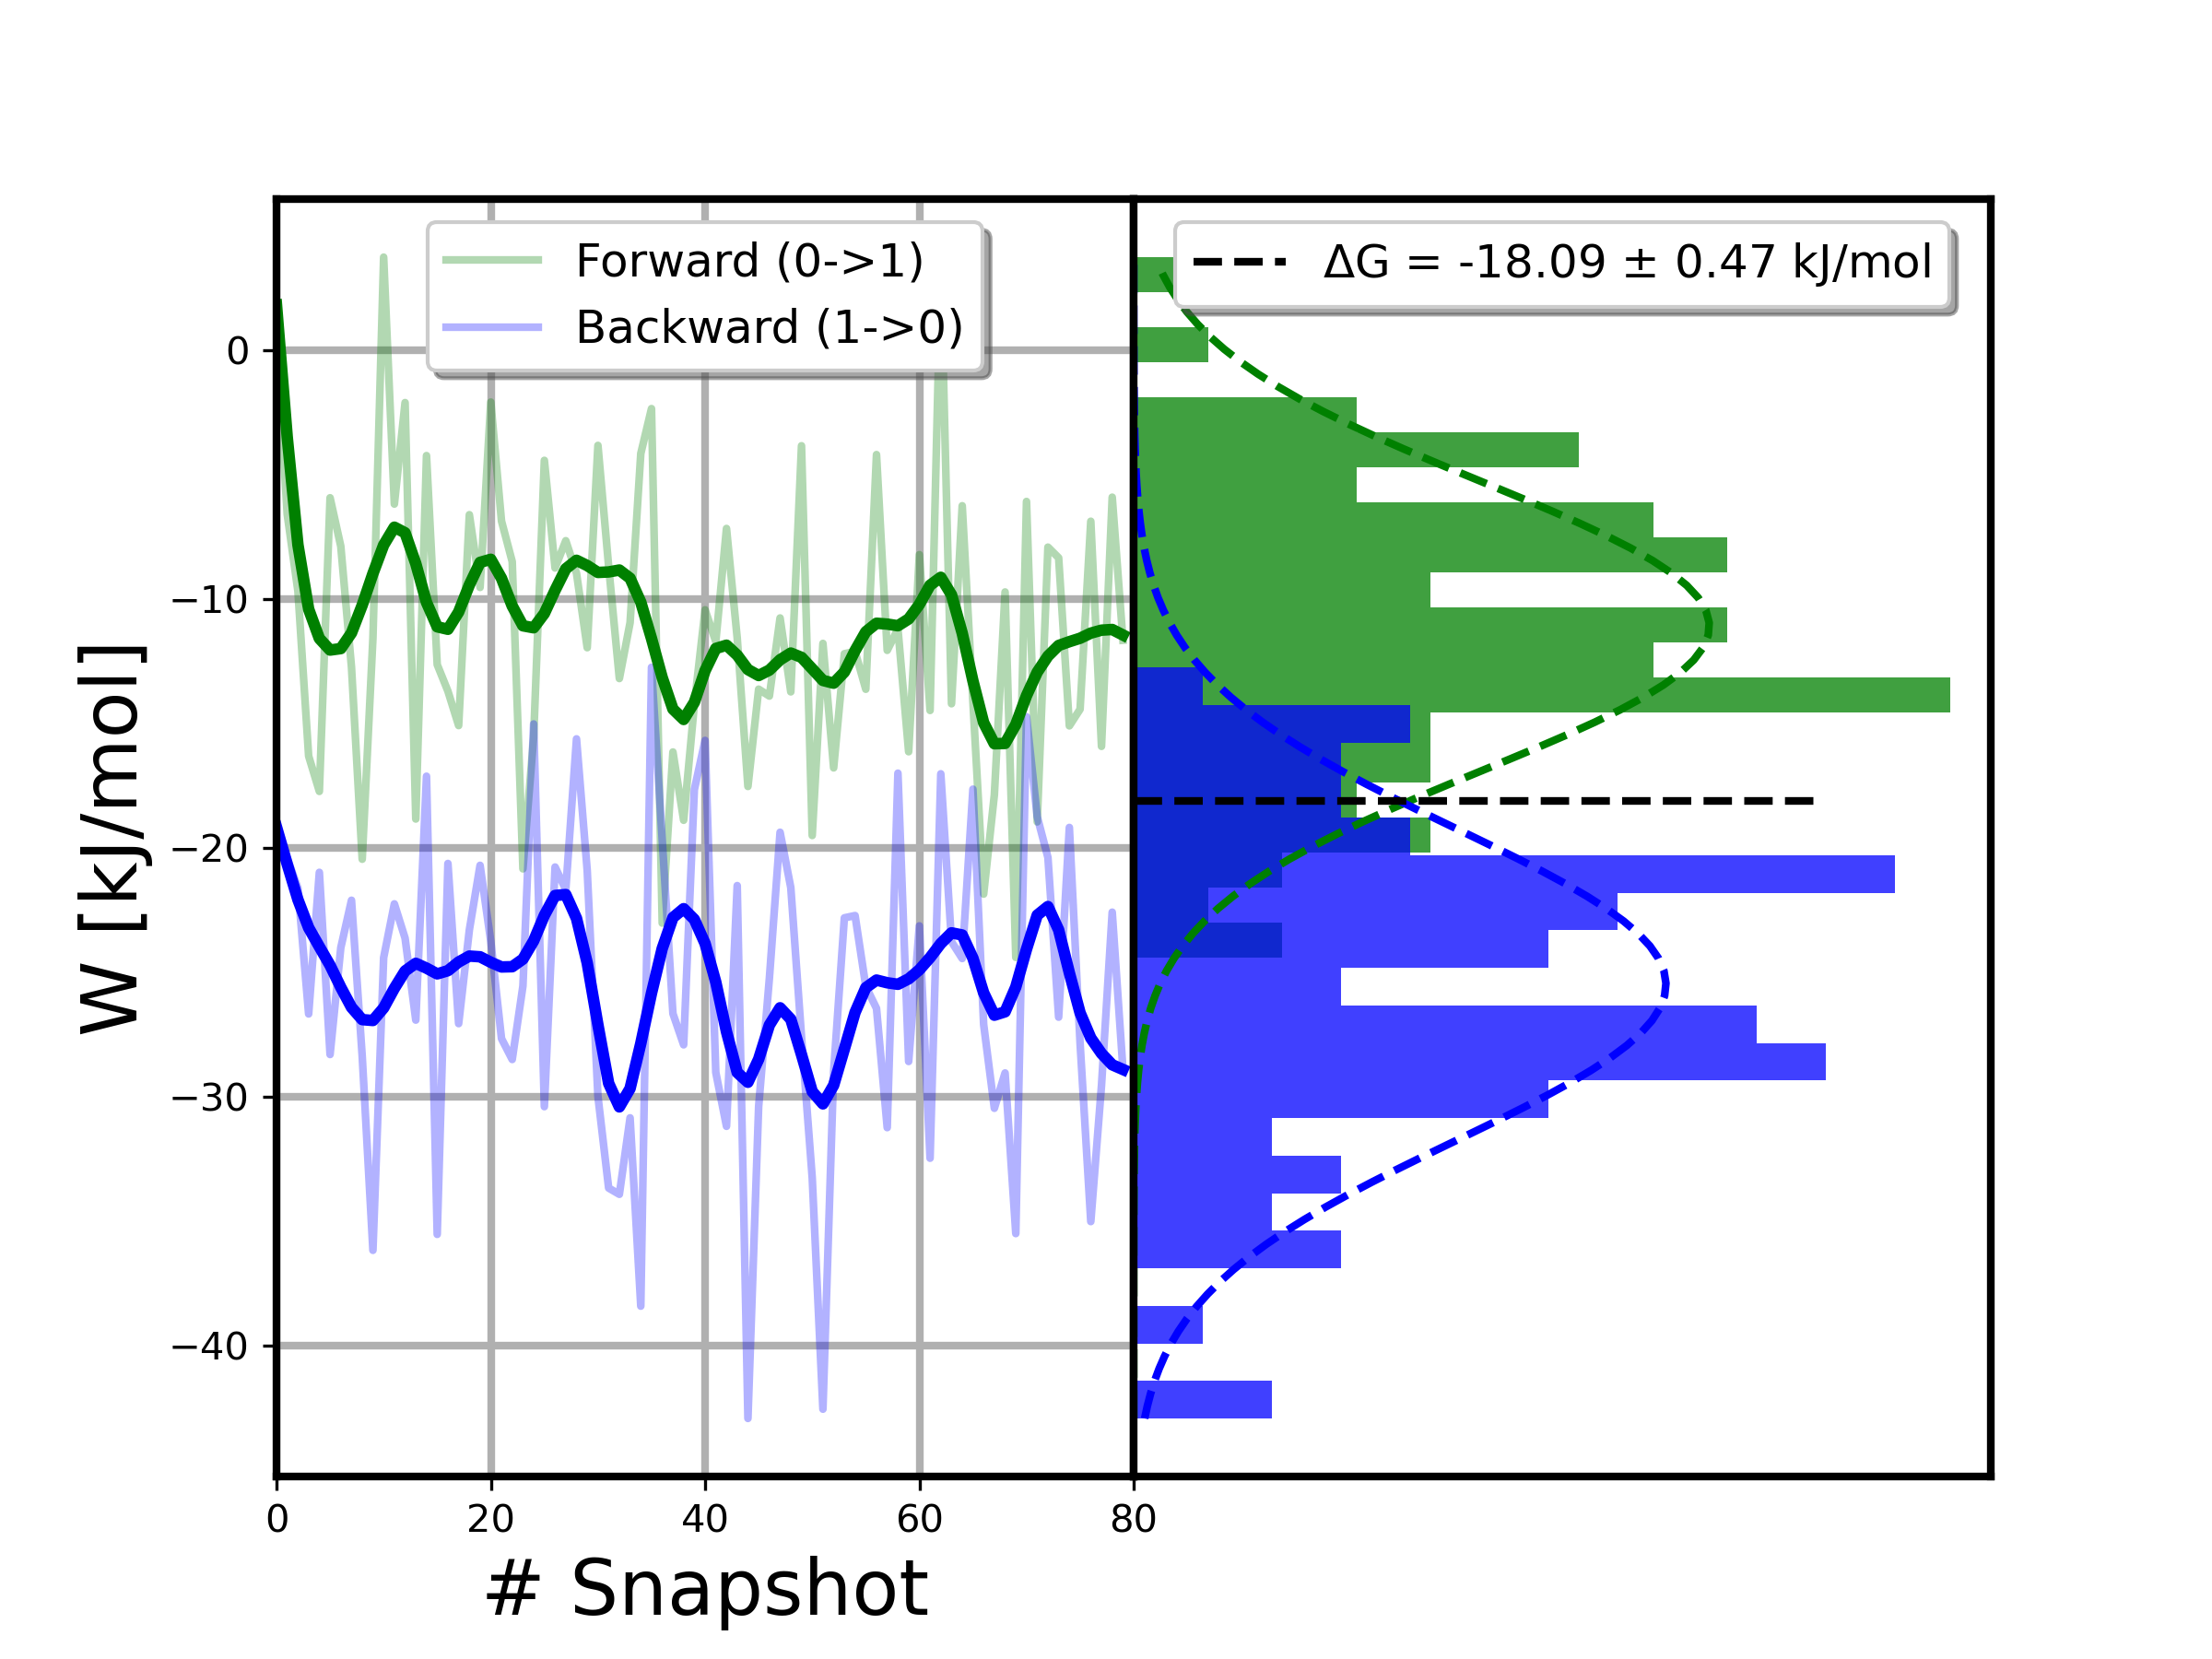 Forward (0->1)
Backward (1->0)
ΔG = -18.09 ± 0.47 kJ/mol
W [kJ/mol]
0
−10
−20
−30
−40
0 20 40 60 80
# Snapshot